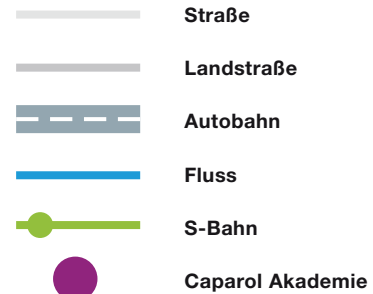 Straße
Landstraße
Autobahn
Fluss
S-Bahn
Caparol Akademie